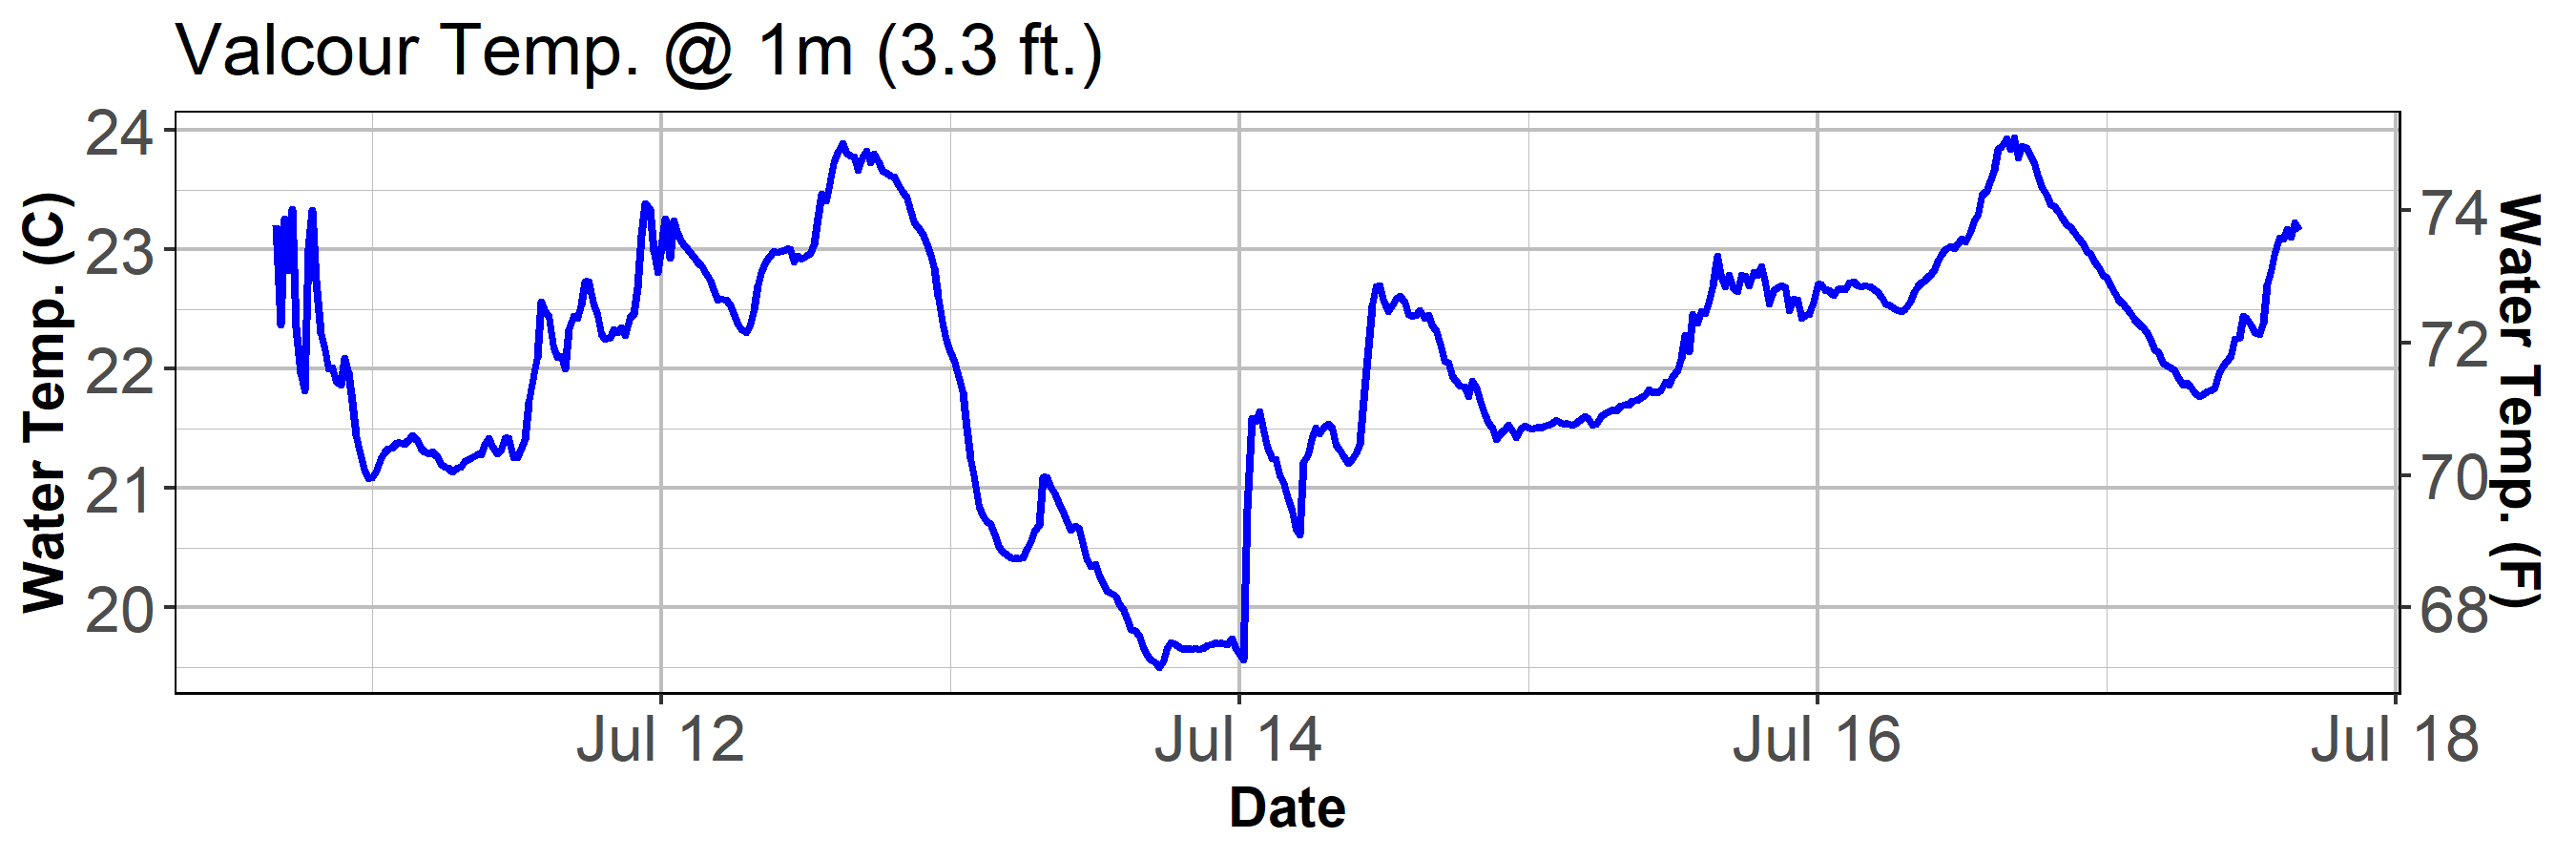 Valcour Temp. @ 1m (3.3 ft.)
Water Temp. (C)
24
23
22
21
20
74
72
70
68
Water Temp. (F)
Jul 12
Jul 14
Jul 16
Jul 18
Date